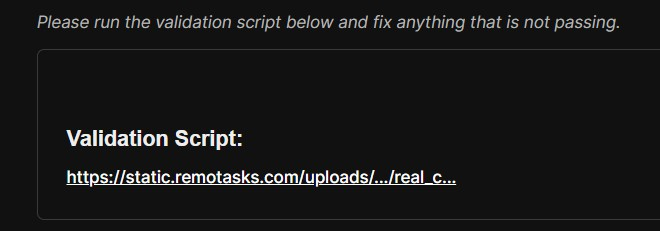 Please run the validation script below and fix anything that is not passing.
Validation Script:
https://static.remotasks.com/uploads/.../real_c...